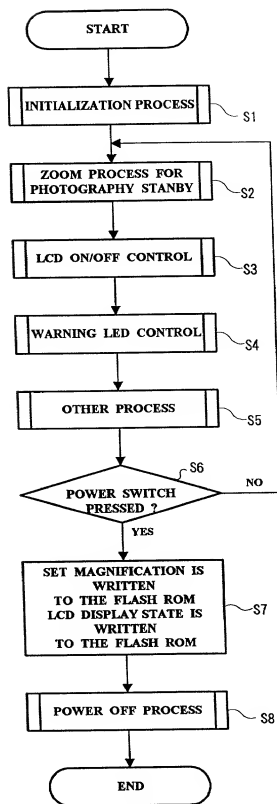 START
INITIALIZATION PROCESS
S1
ZOOM PROCESS FOR
PHOTOGRAPHY STANBY
S2
LCD ON/OFF CONTROL
S3
WARNING LED CONTROL
S4
OTHER PROCESS
S5
S6
POWER SWITCH
PRESSED ?
NO
YES
SET MAGNIFICATION IS
WRITTEN
TO THE FLASH ROM
LCD DISPLAY STATE IS
WRITTEN
TO THE FLASH ROM
S7
POWER OFF PROCESS
S8
END